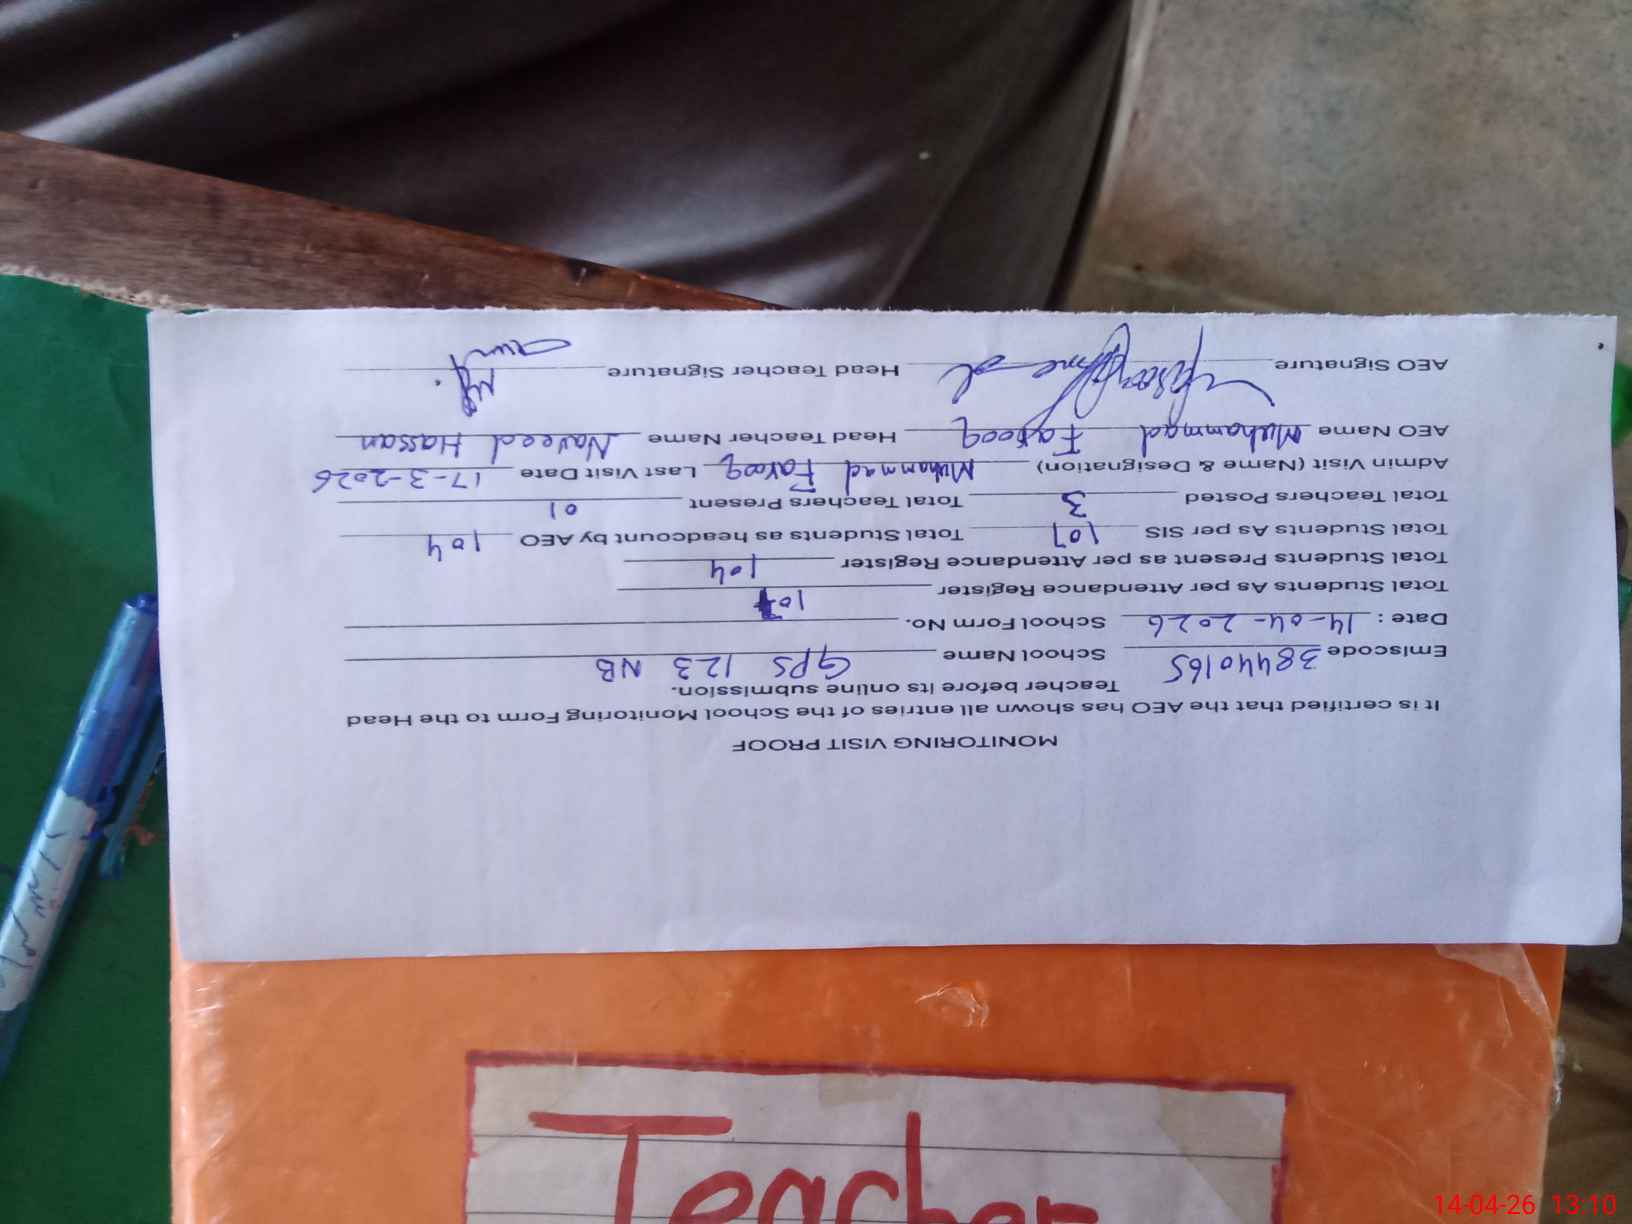 MONITORING VISIT PROOF
It is certified that the AEO has shown all entries of the School Monitoring Form to the Head
Teacher before its online submission.
Emiscode 38440165 School Name GPS 123 NB
Date : 14-04-2026 School Form No.
Total Students As per Attendance Register 107
Total Students Present as per Attendance Register 104
Total Students As per SIS 107 Total Students as headcount by AEO 104
Total Teachers Posted 3 Total Teachers Present 01
Admin Visit (Name & Designation) Muhammad Farooq Last Visit Date 17-3-2026
AEO Name Muhammad Farooq Head Teacher Name Naveed Hassan
AEO Signature Head Teacher Signature
Teacher
14-04-26 13:10